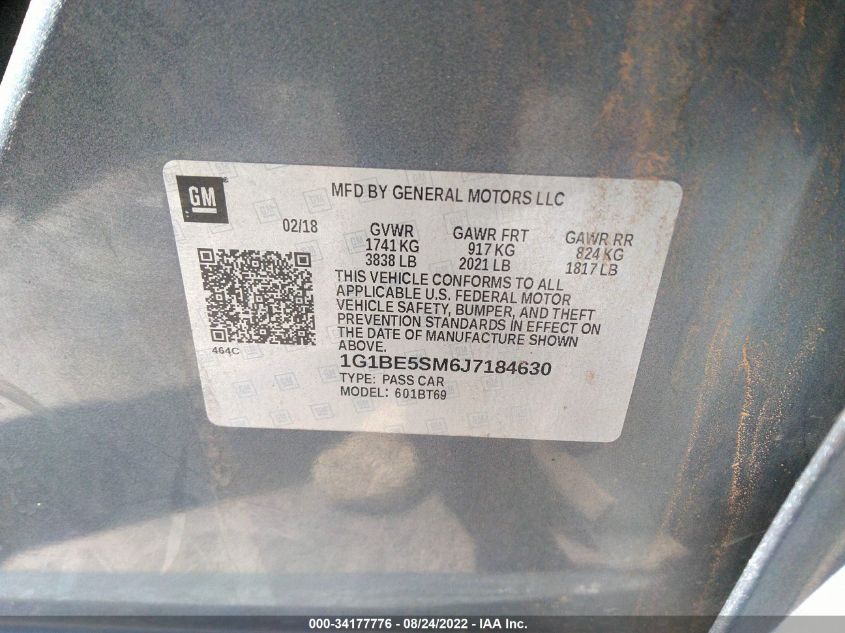 GM
MFD BY GENERAL MOTORS LLC
02/18
GVWR GAWR FRT GAWR RR
1741 KG 917 KG 824 KG
3838 LB 2021 LB 1817 LB
THIS VEHICLE CONFORMS TO ALL
APPLICABLE U.S. FEDERAL MOTOR
VEHICLE SAFETY, BUMPER, AND THEFT
PREVENTION STANDARDS IN EFFECT ON
THE DATE OF MANUFACTURE SHOWN
ABOVE.
464C
1G1BE5SM6J7184630
TYPE: PASS CAR
MODEL: 601BT69
000-34177776 - 08/24/2022 - IAA Inc.